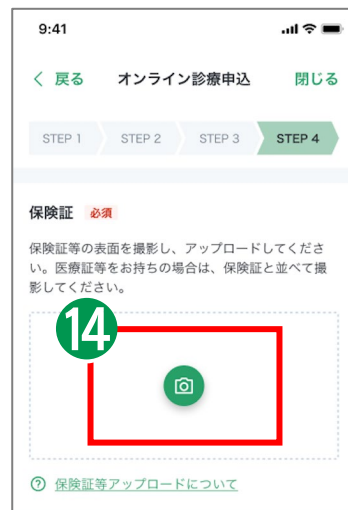 9:41
戻る オンライン診療申込 閉じる
STEP 1 STEP 2 STEP 3 STEP 4
保険証 必須
保険証等の表面を撮影し、アップロードしてくださ
い。医療証等をお持ちの場合は、保険証と並べて撮
影してください。
14
保険証等アップロードについて